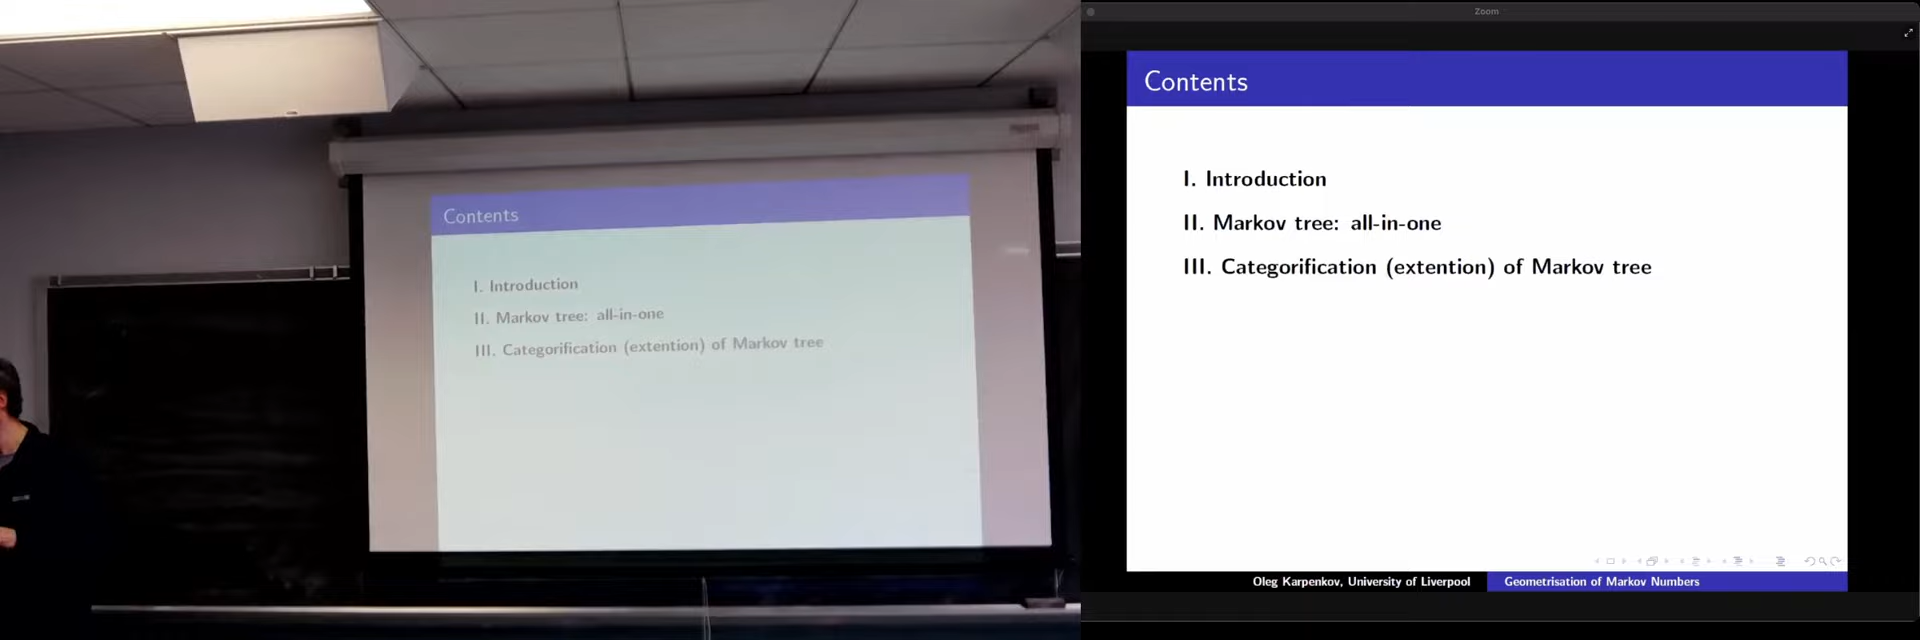 Contents
I. Introduction
II. Markov tree: all-in-one
III. Categorification (extention) of Markov tree
Zoom
Contents
I. Introduction
II. Markov tree: all-in-one
III. Categorification (extention) of Markov tree
Oleg Karpenkov, University of Liverpool
Geometrisation of Markov Numbers